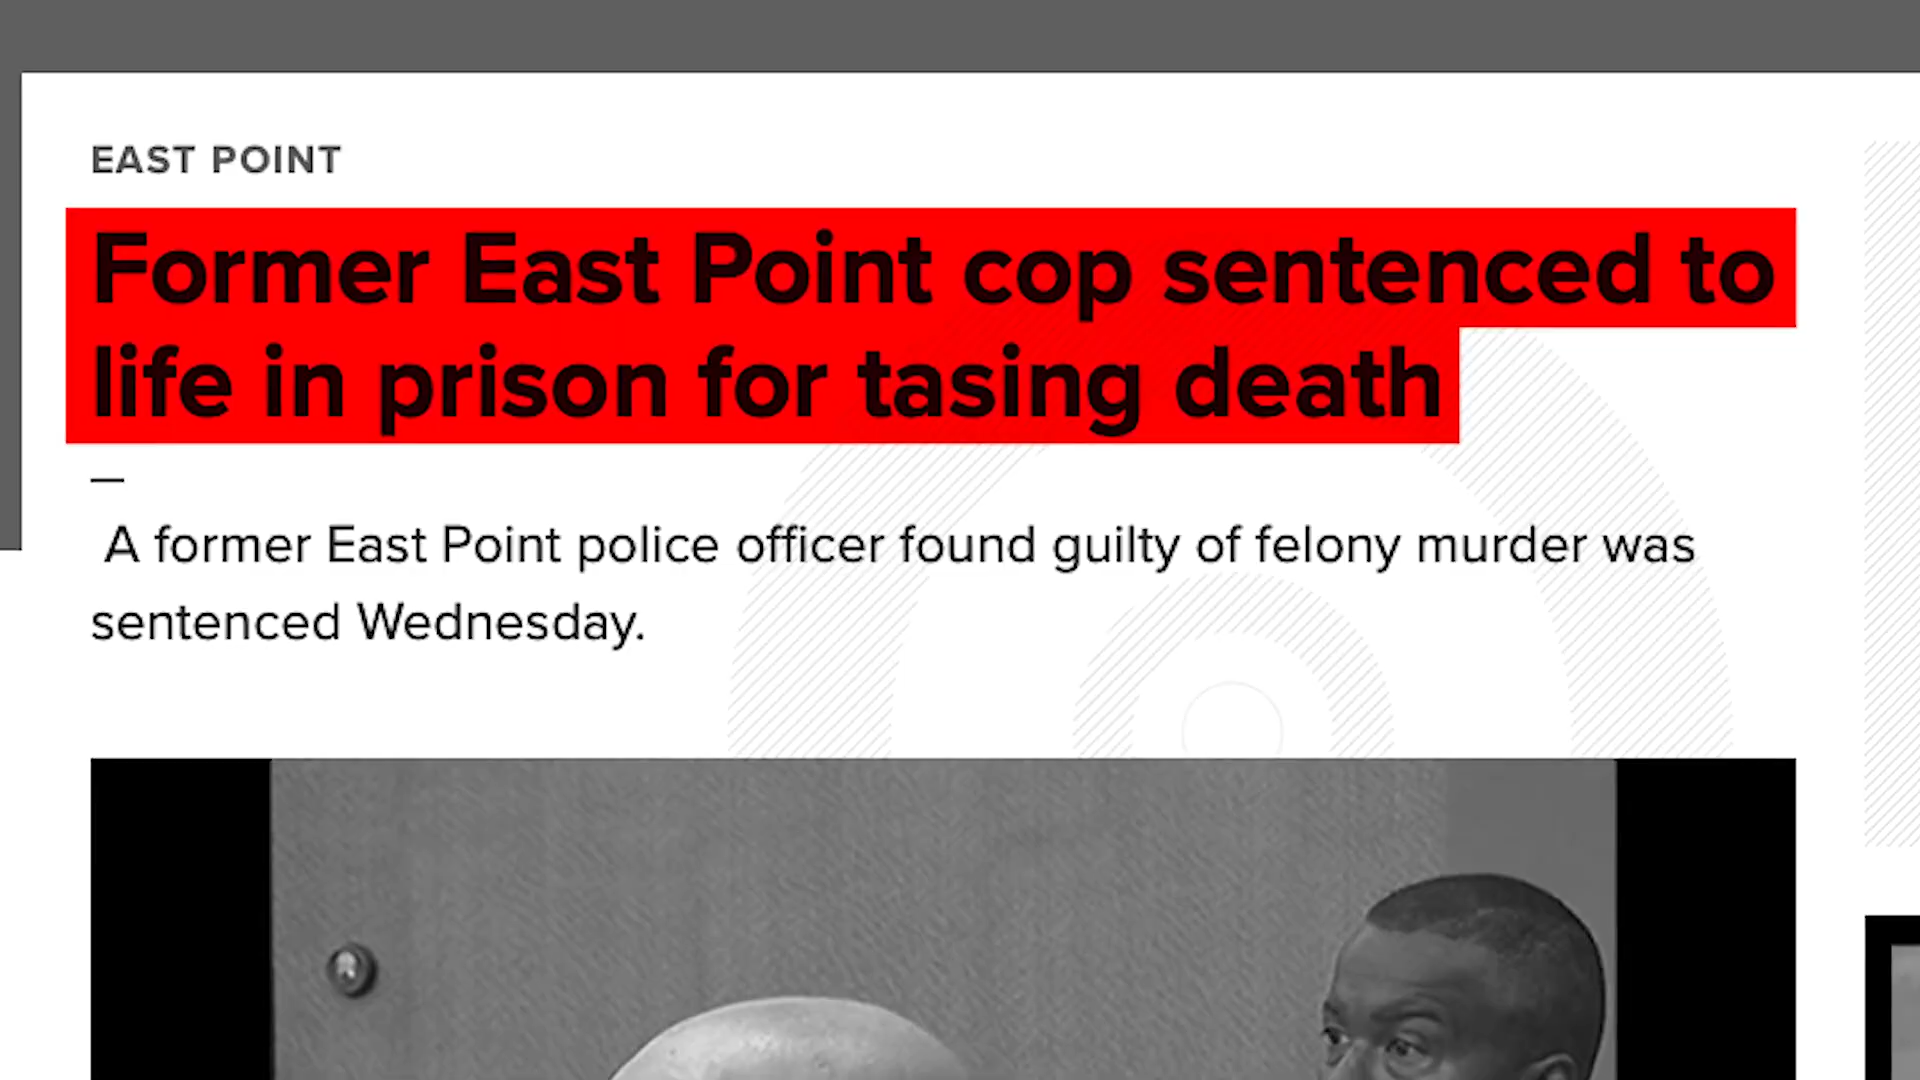 EAST POINT
Former East Point cop sentenced to
life in prison for tasing death
A former East Point police officer found guilty of felony murder was
sentenced Wednesday.